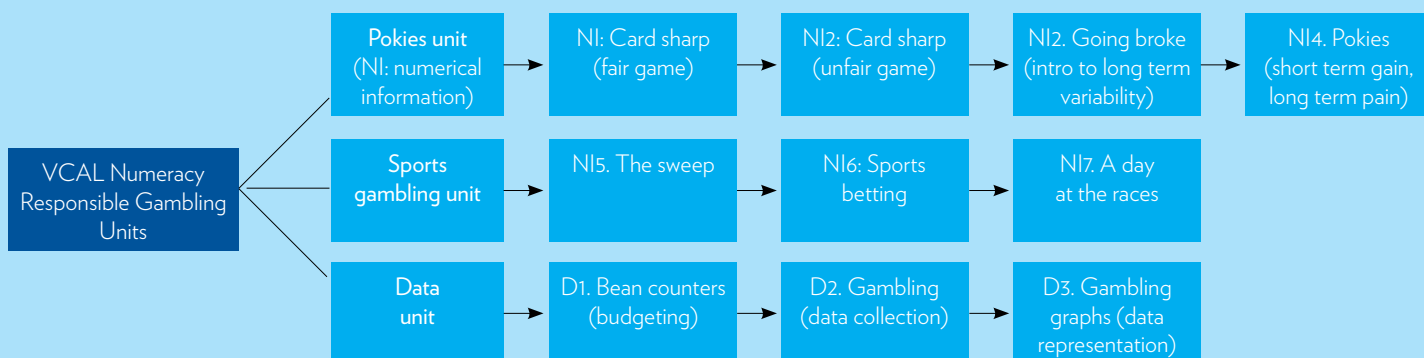 VCAL Numeracy
Responsible Gambling
Units
Pokies unit
(NI: numerical
information)
NI: Card sharp
(fair game)
NI2: Card sharp
(unfair game)
NI2. Going broke
(intro to long term
variability)
NI4. Pokies
(short term gain,
long term pain)
Sports
gambling unit
NI5. The sweep
NI6: Sports
betting
NI7. A day
at the races
Data
unit
D1. Bean counters
(budgeting)
D2. Gambling
(data collection)
D3. Gambling
graphs (data
representation)